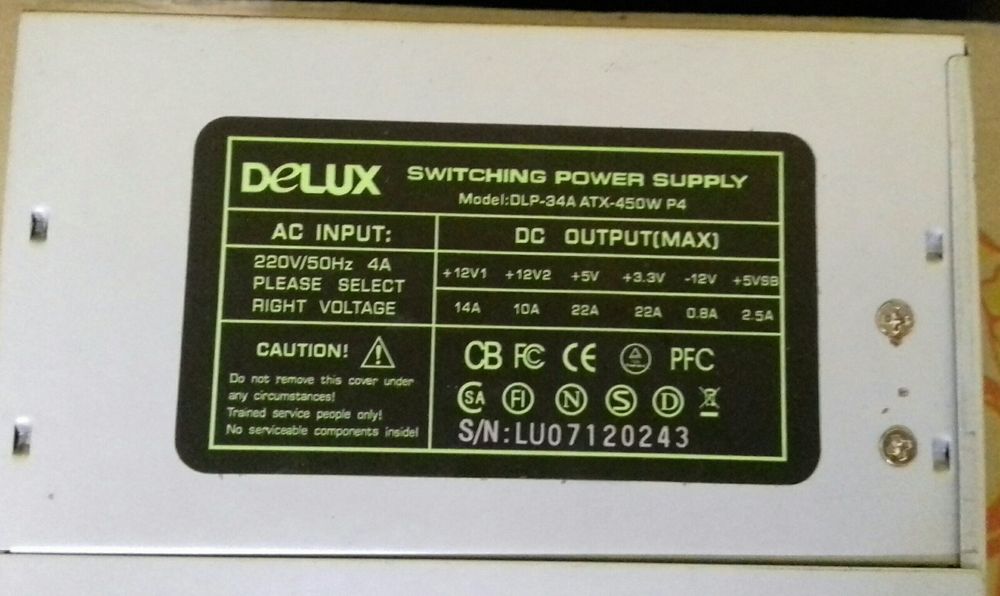 DeLUX SWITCHING POWER SUPPLY
Model:DLP-34A ATX-450W P4
AC INPUT:
220V/50Hz 4A
PLEASE SELECT
RIGHT VOLTAGE
DC OUTPUT(MAX)
+12V1 +12V2 +5V +3.3V -12V +5VSB
14A 10A 22A 22A 0.8A 2.5A
CAUTION!
Do not remove this cover under
any circumstances!
Trained service people only!
No serviceable components inside!
CB FC CE PFC
SA FI N S D
S/N:LU07120243